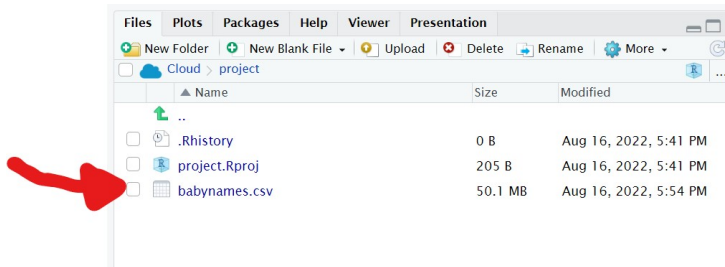 Files Plots Packages Help Viewer Presentation
New Folder New Blank File Upload Delete Rename More
Cloud > project R ...
Name Size Modified
..
.Rhistory 0 B Aug 16, 2022, 5:41 PM
project.Rproj 205 B Aug 16, 2022, 5:41 PM
babynames.csv 50.1 MB Aug 16, 2022, 5:54 PM